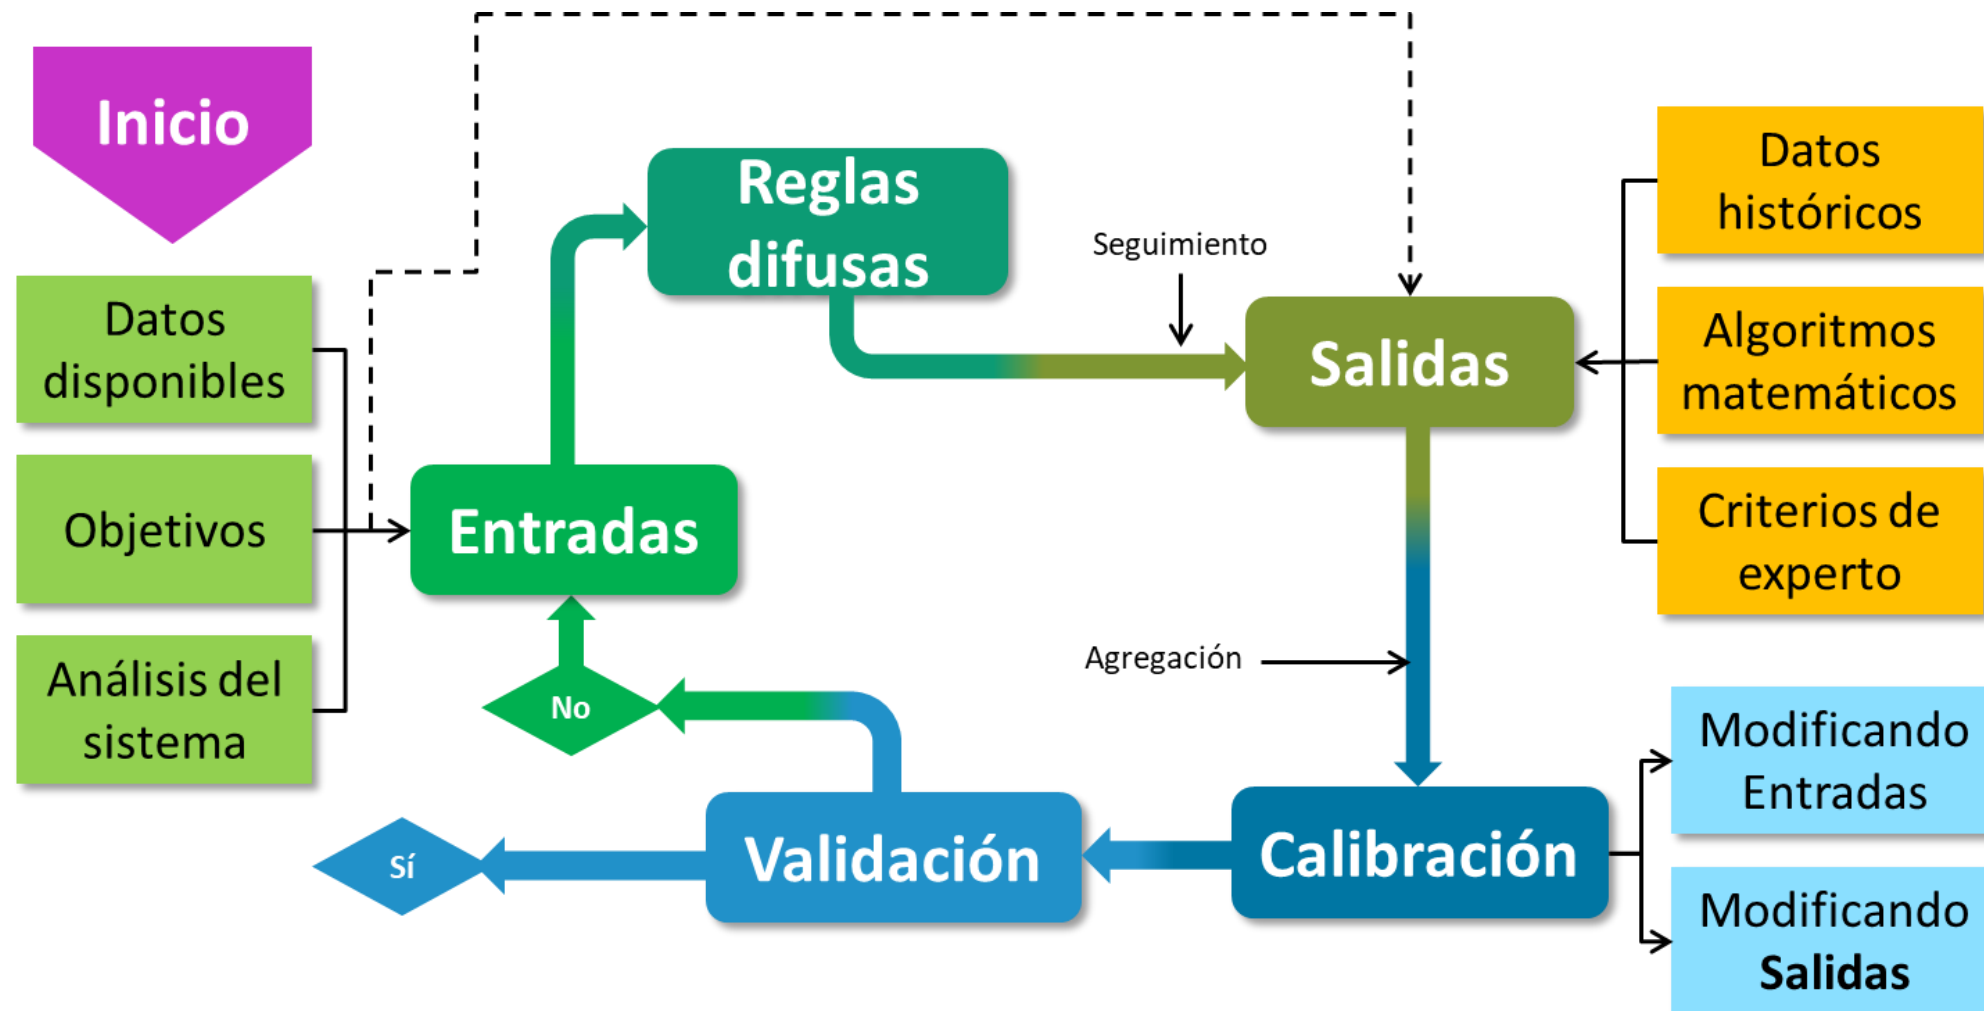 Inicio
Datos
disponibles
Objetivos
Análisis del
sistema
Entradas
Reglas
difusas
Seguimiento
Salidas
Datos
históricos
Algoritmos
matemáticos
Criterios de
experto
Agregación
Calibración
Modificando
Entradas
Modificando
Salidas
Validación
No
Sí